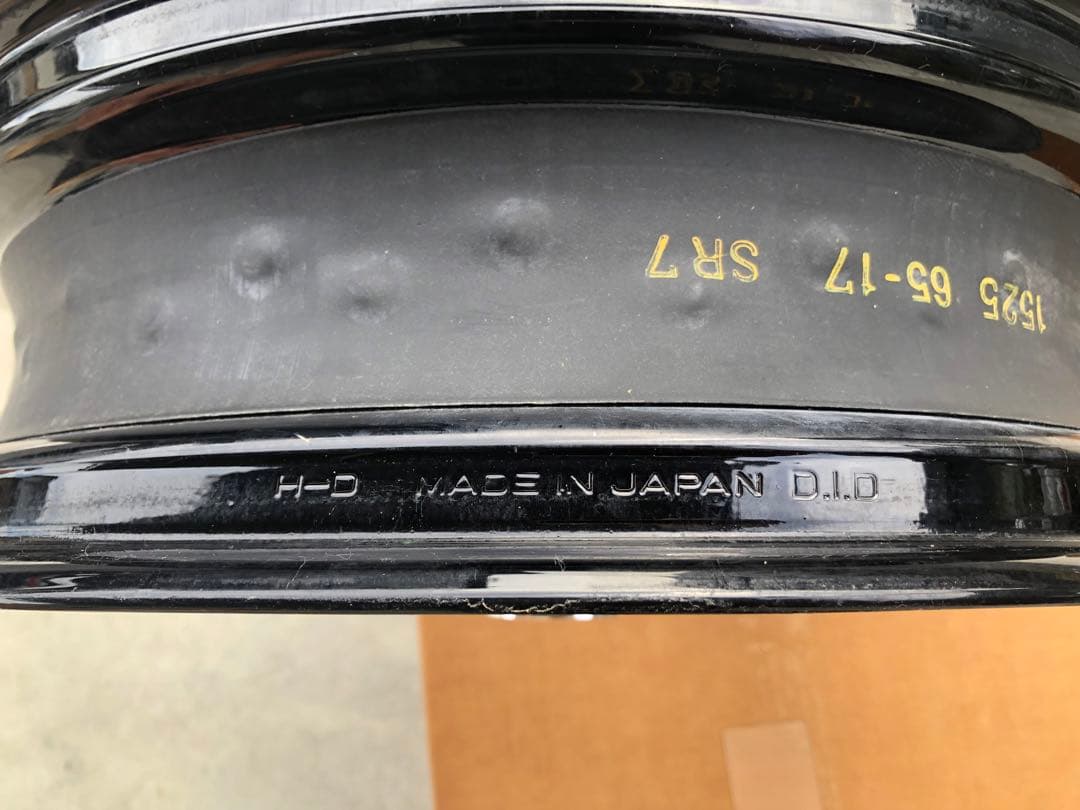 1525 65-17 SR7
H-D MADE IN JAPAN D.I.D